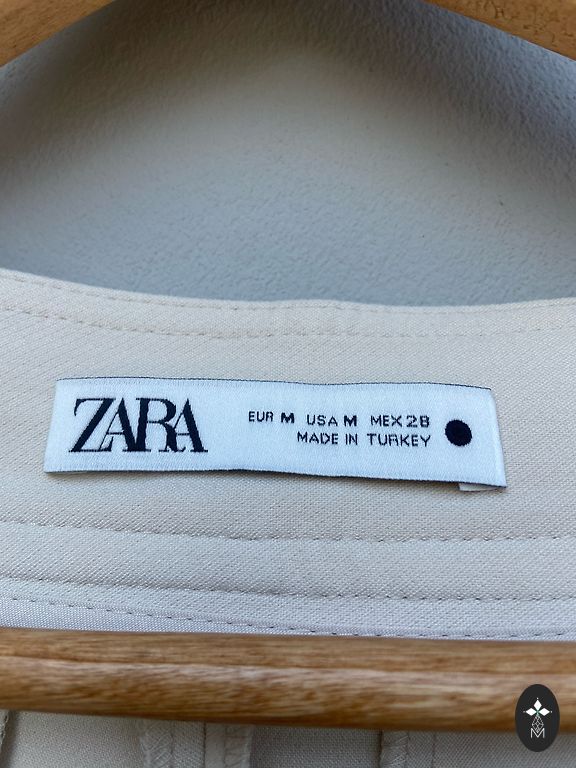 ZARA
EUR M USA M MEX 28
MADE IN TURKEY
M